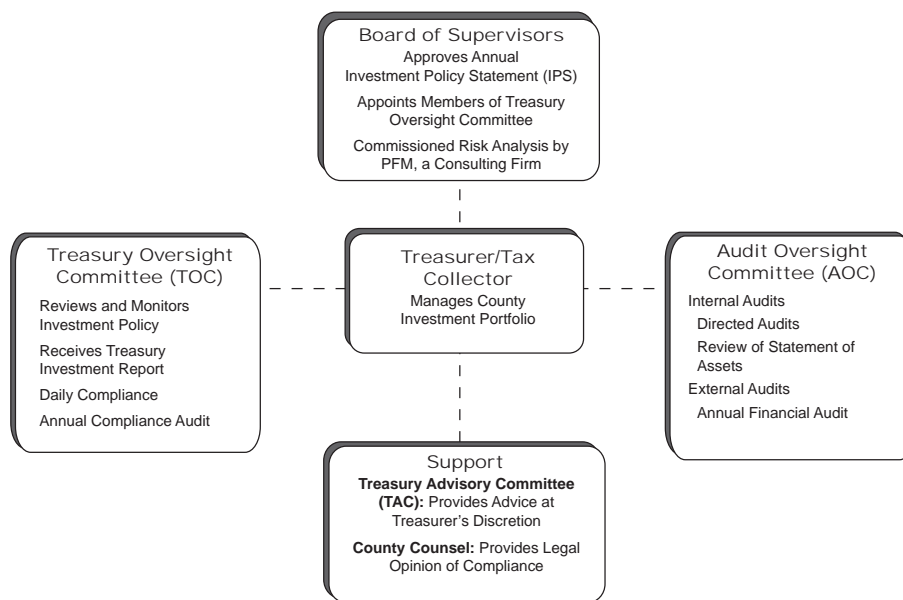 Board of Supervisors
Approves Annual
Investment Policy Statement (IPS)
Appoints Members of Treasury
Oversight Committee
Commissioned Risk Analysis by
PFM, a Consulting Firm
Treasury Oversight
Committee (TOC)
Reviews and Monitors
Investment Policy
Receives Treasury
Investment Report
Daily Compliance
Annual Compliance Audit
Treasurer/Tax
Collector
Manages County
Investment Portfolio
Audit Oversight
Committee (AOC)
Internal Audits
Directed Audits
Review of Statement of
Assets
External Audits
Annual Financial Audit
Support
Treasury Advisory Committee
(TAC): Provides Advice at
Treasurer's Discretion
County Counsel: Provides Legal
Opinion of Compliance